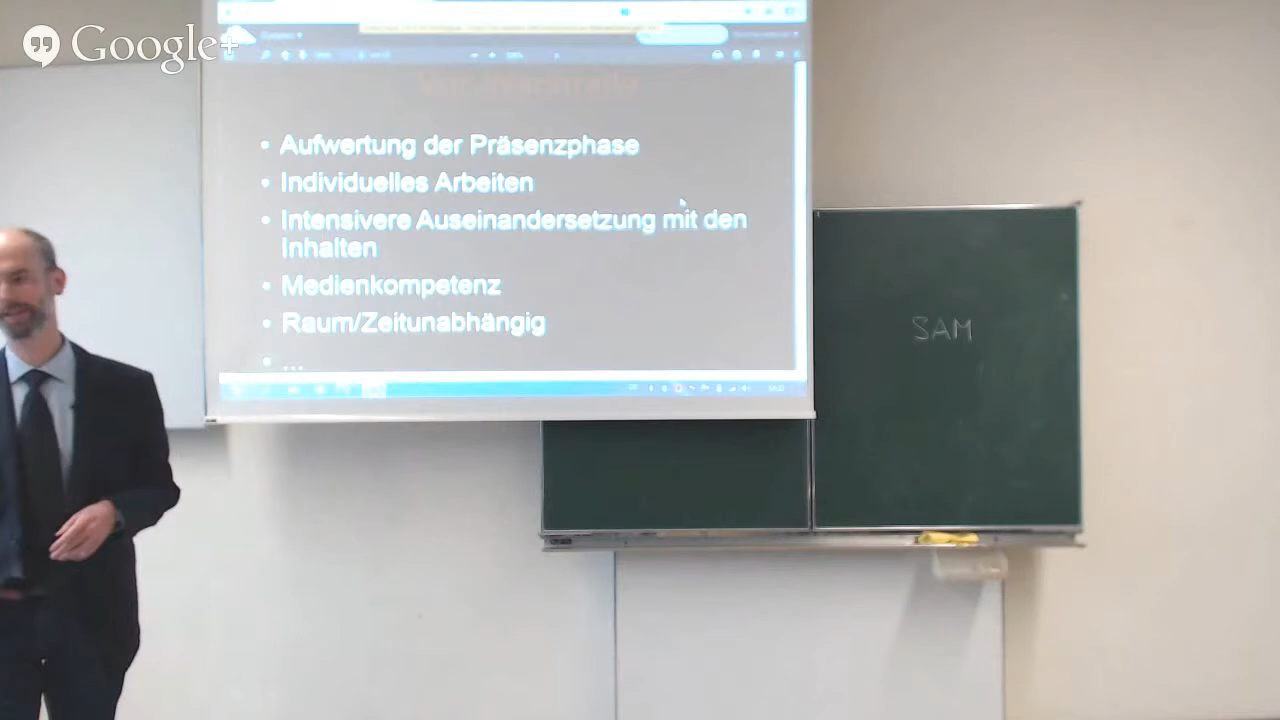 Google+
• Aufwertung der Präsenzphase
• Individuelles Arbeiten
• Intensivere Auseinandersetzung mit den
Inhalten
• Medienkompetenz
• Raum/Zeitunabhängig
• ...
SAM